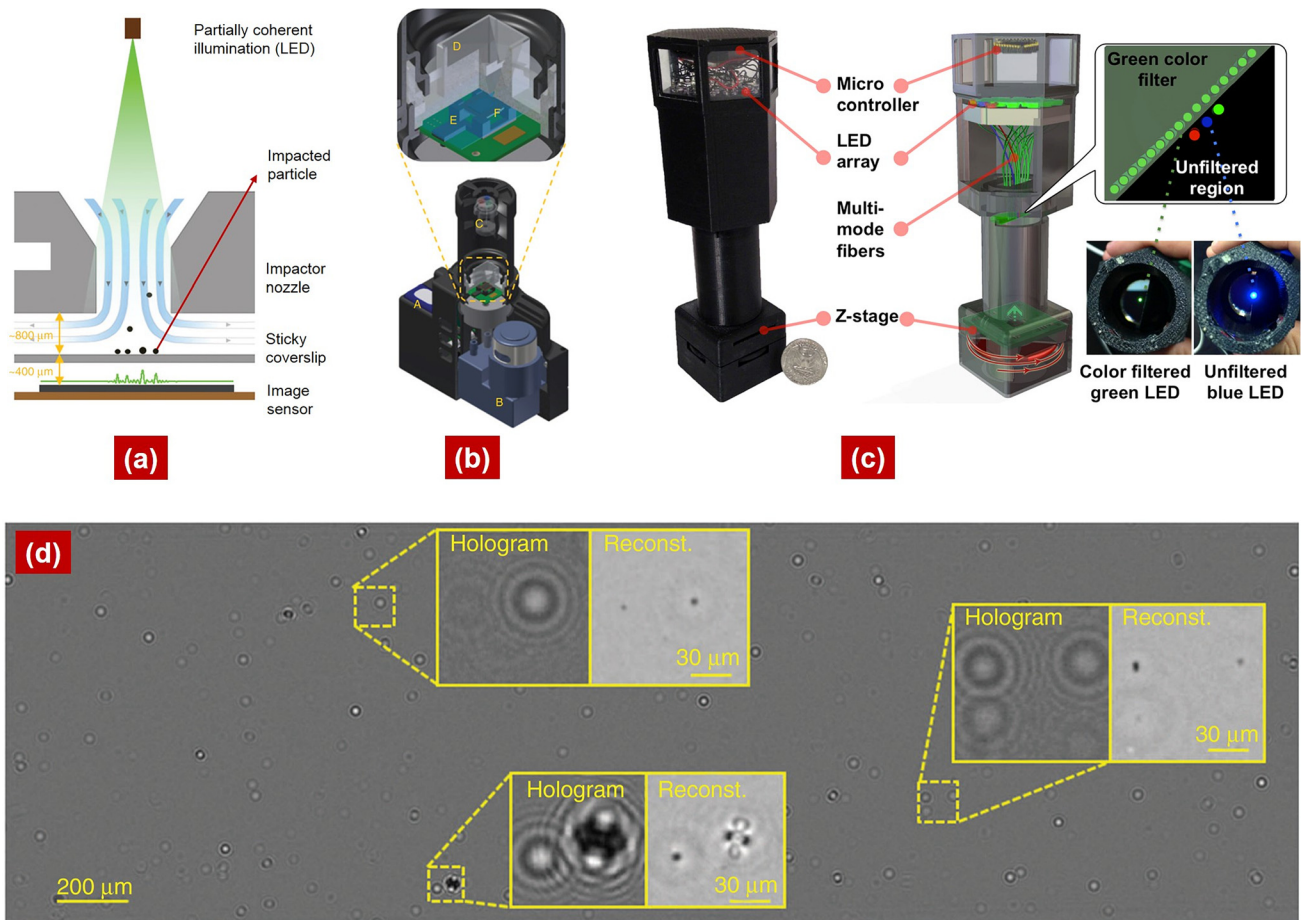 Partially coherent
illumination (LED)
Impacted
particle
Impactor
nozzle
~800 μm
Sticky
coverslip
~400 μm
Image
sensor
(a)
D
E
F
C
A
B
(b)
Micro
controller
LED
array
Multi-
mode
fibers
Z-stage
Green color
filter
Unfiltered
region
Color filtered
green LED
Unfiltered
blue LED
(c)
(d)
Hologram
Reconst.
30 μm
Hologram
Reconst.
30 μm
Hologram
Reconst.
30 μm
200 μm